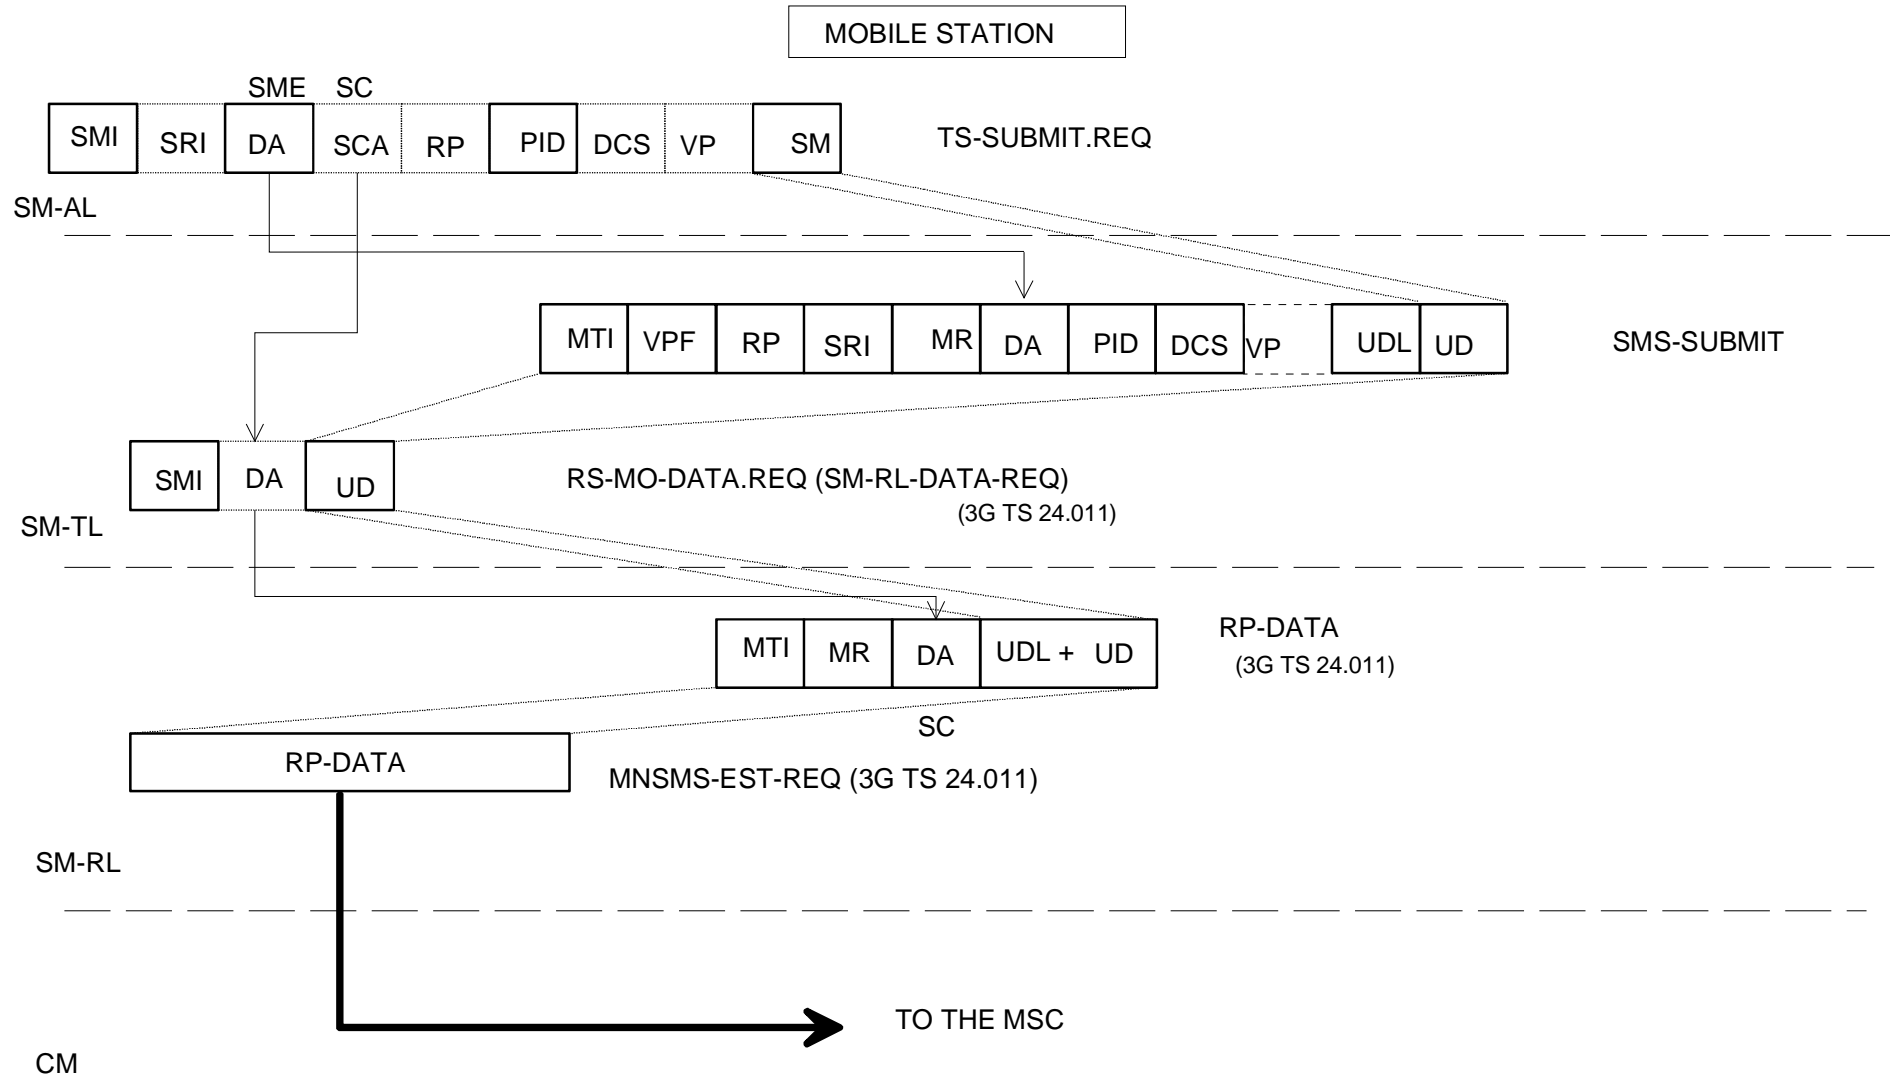 MOBILE STATION
SME SC
SMI SRI DA SCA RP PID DCS VP SM
TS-SUBMIT.REQ
SM-AL
MTI VPF RP SRI MR DA PID DCS VP UDL UD
SMS-SUBMIT
SMI DA UD
RS-MO-DATA.REQ (SM-RL-DATA-REQ)
(3G TS 24.011)
SM-TL
MTI MR DA UDL + UD
RP-DATA
(3G TS 24.011)
SC
RP-DATA
MNSMS-EST-REQ (3G TS 24.011)
SM-RL
TO THE MSC
CM